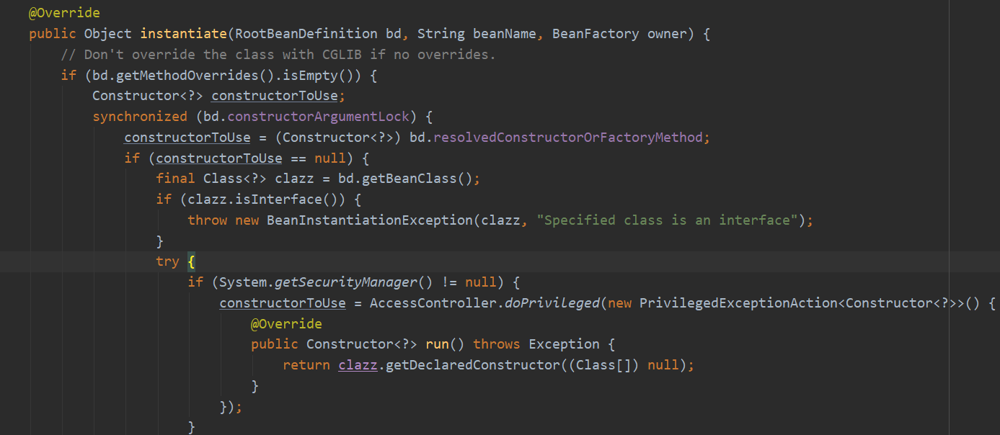 @Override
public Object instantiate(RootBeanDefinition bd, String beanName, BeanFactory owner) {
// Don't override the class with CGLIB if no overrides.
if (bd.getMethodOverrides().isEmpty()) {
Constructor<?> constructorToUse;
synchronized (bd.constructorArgumentLock) {
constructorToUse = (Constructor<?>) bd.resolvedConstructorOrFactoryMethod;
if (constructorToUse == null) {
final Class<?> clazz = bd.getBeanClass();
if (clazz.isInterface()) {
throw new BeanInstantiationException(clazz, "Specified class is an interface");
}
try {
if (System.getSecurityManager() != null) {
constructorToUse = AccessController.doPrivileged(new PrivilegedExceptionAction<Constructor<?>>() {
@Override
public Constructor<?> run() throws Exception {
return clazz.getDeclaredConstructor((Class[]) null);
}
});
}